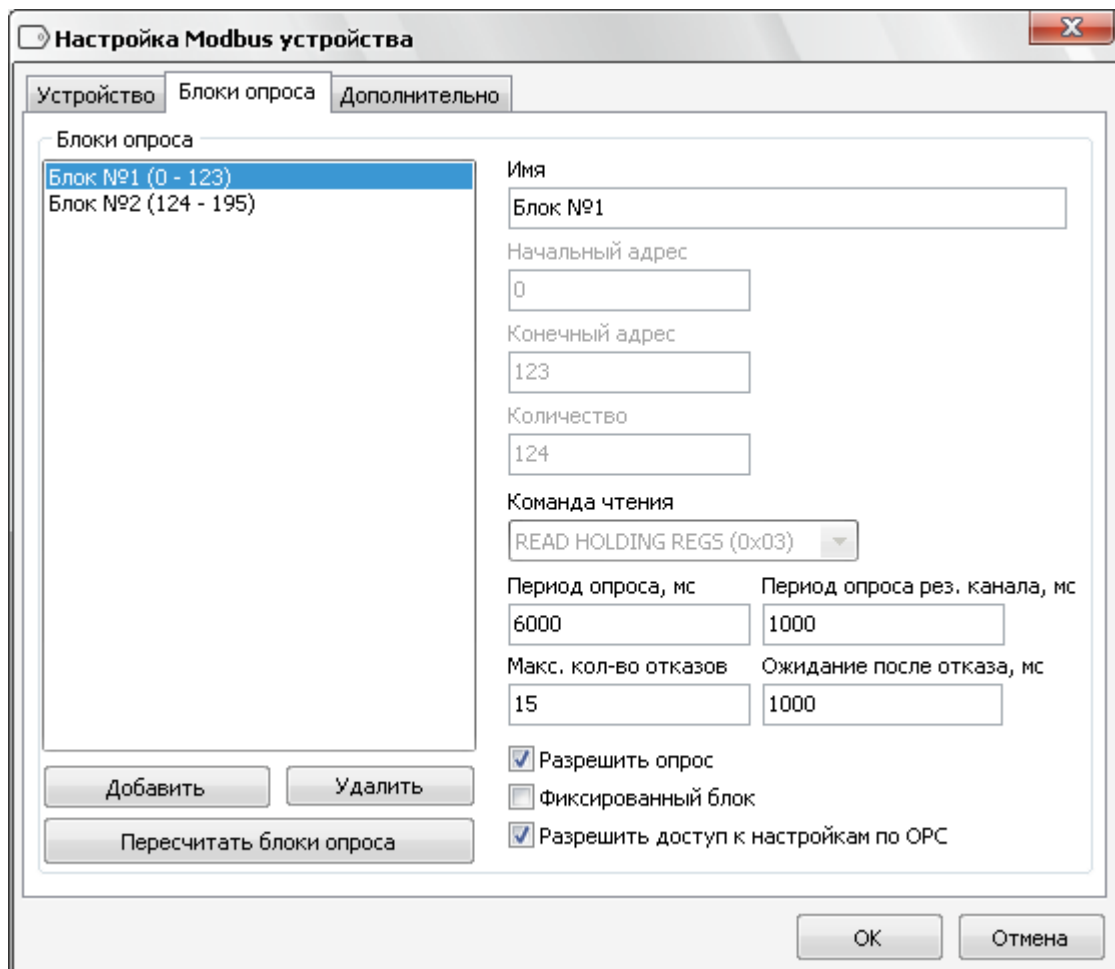 Настройка Modbus устройства
Устройство Блоки опроса Дополнительно
Блоки опроса
Блок №1 (0 - 123)
Блок №2 (124 - 195)
Добавить Удалить
Пересчитать блоки опроса
Имя
Блок №1
Начальный адрес
0
Конечный адрес
123
Количество
124
Команда чтения
READ HOLDING REGS (0x03)
Период опроса, мс Период опроса рез. канала, мс
6000 1000
Макс. кол-во отказов Ожидание после отказа, мс
15 1000
Разрешить опрос
Фиксированный блок
Разрешить доступ к настройкам по OPC
OK Отмена